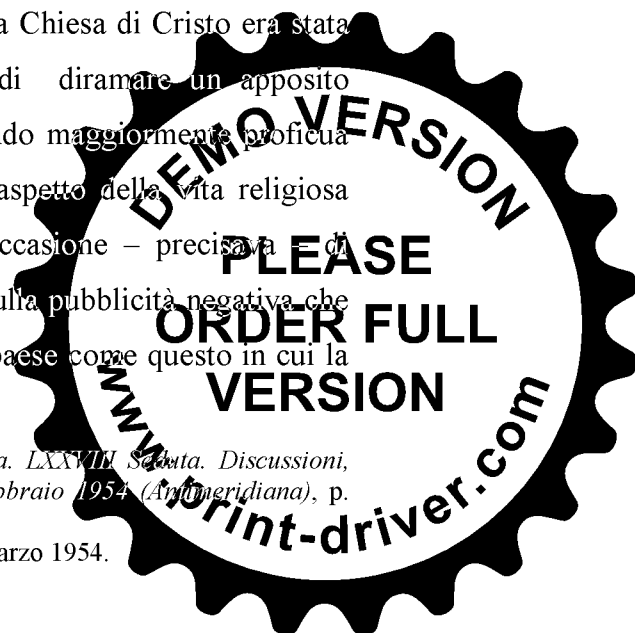 a Chiesa di Cristo era stata
di diramare un apposito
do maggiormente proficua
aspetto della vita religiosa
ccasione – precisava – di
ulla pubblicità negativa che
paese come questo in cui la
a. LXXVIII Seduta. Discussioni,
bbraio 1954 (Antimeridiana), p.
arzo 1954.
DEMO VERSION
PLEASE
ORDER FULL
VERSION
www.print-driver.com